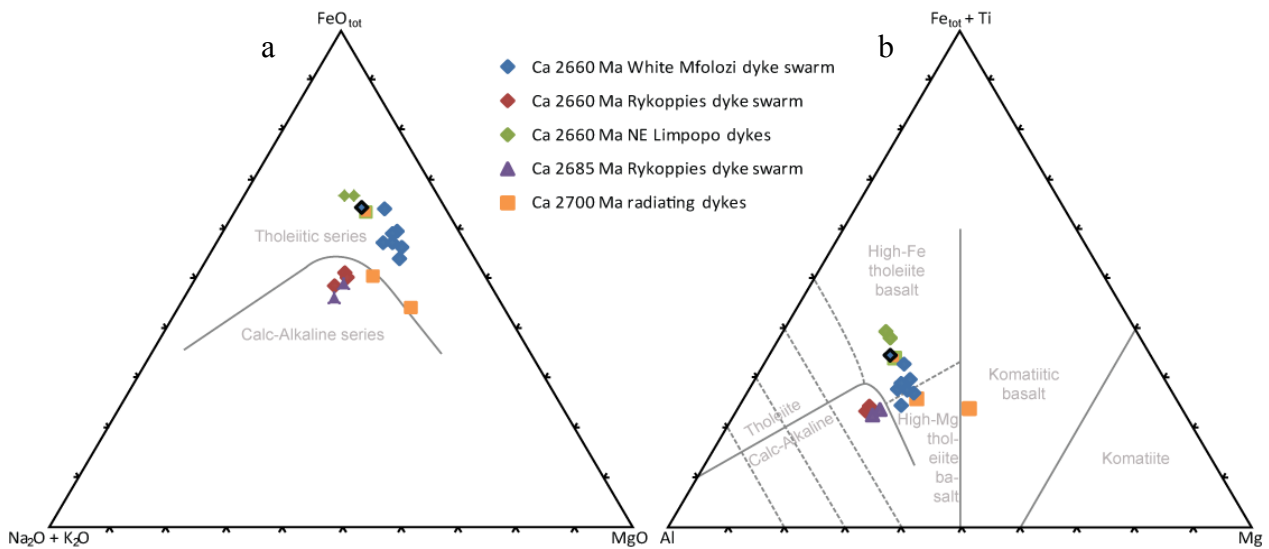 FeOtot
a
Fetot + Ti
b
Ca 2660 Ma White Mfolozi dyke swarm
Ca 2660 Ma Rykoppies dyke swarm
Ca 2660 Ma NE Limpopo dykes
Ca 2685 Ma Rykoppies dyke swarm
Ca 2700 Ma radiating dykes
Tholeiitic series
Calc-Alkaline series
Na2O + K2O
MgO
High-Fe
tholeiite
basalt
Komatiitic
basalt
Tholeiite
Calc-Alkaline
High-Mg
thol-
eiite
ba-
salt
Komatiite
Al
Mg